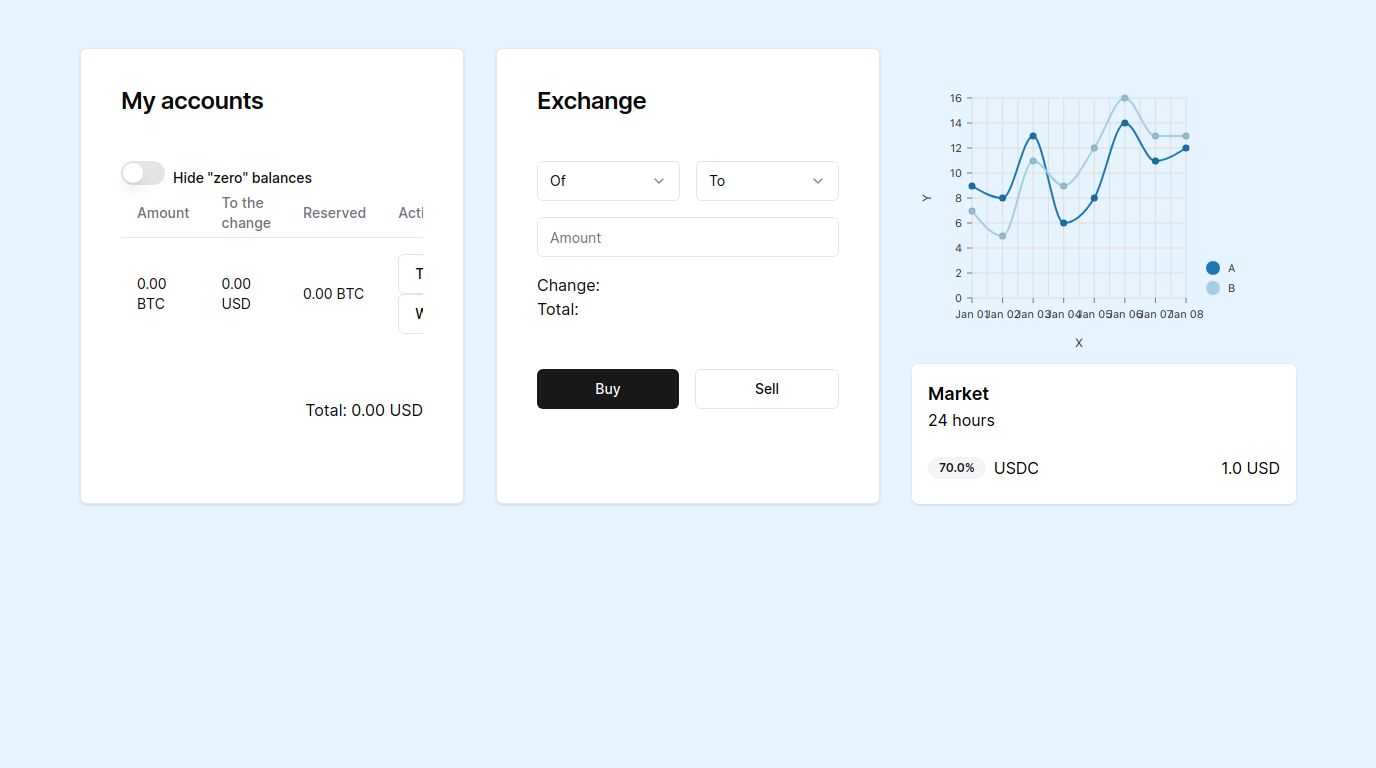 My accounts
Hide "zero" balances
Amount To the change Reserved Acti
0.00 BTC 0.00 USD 0.00 BTC T
W
Total: 0.00 USD
Exchange
Of To
Amount
Change:
Total:
Buy Sell
16
14
12
10
8
6
4
2
0
Y
Jan 01 Jan 02 Jan 03 Jan 04 Jan 05 Jan 06 Jan 07 Jan 08
X
A
B
Market
24 hours
70.0% USDC 1.0 USD